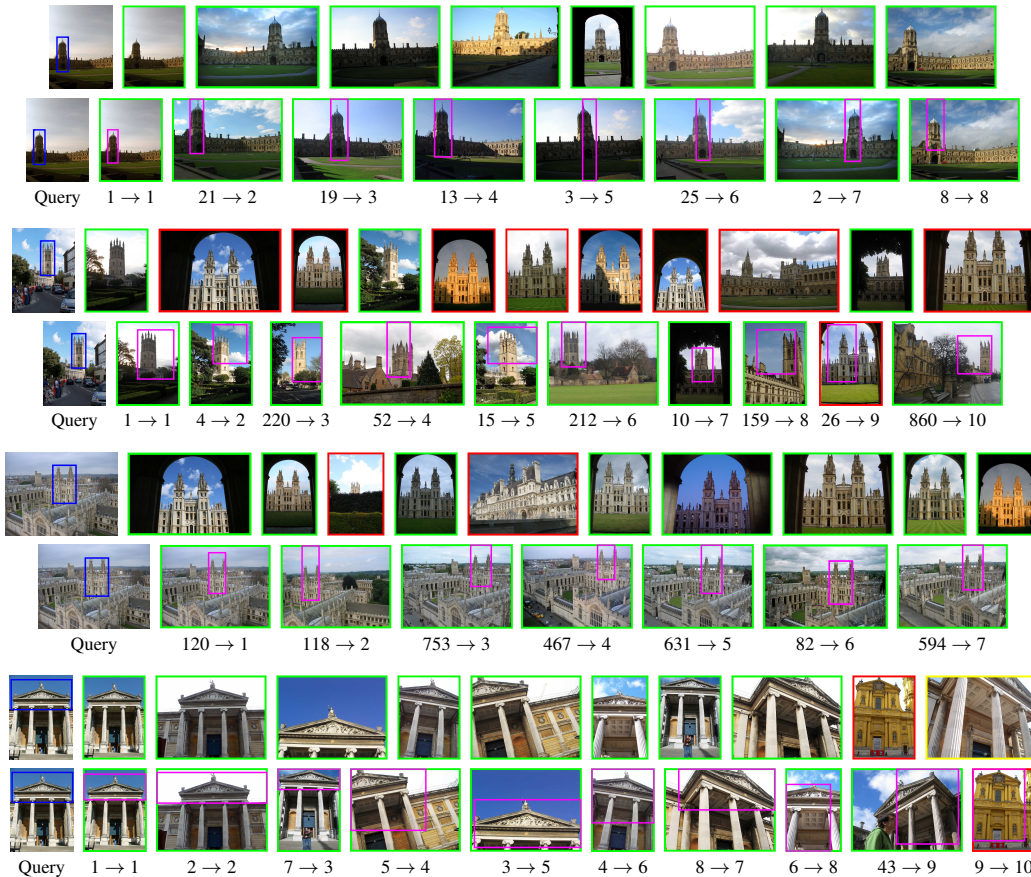 Query 1 → 1 21 → 2 19 → 3 13 → 4 3 → 5 25 → 6 2 → 7 8 → 8
Query 1 → 1 4 → 2 220 → 3 52 → 4 15 → 5 212 → 6 10 → 7 159 → 8 26 → 9 860 → 10
Query 120 → 1 118 → 2 753 → 3 467 → 4 631 → 5 82 → 6 594 → 7
Query 1 → 1 2 → 2 7 → 3 5 → 4 3 → 5 4 → 6 8 → 7 6 → 8 43 → 9 9 → 10